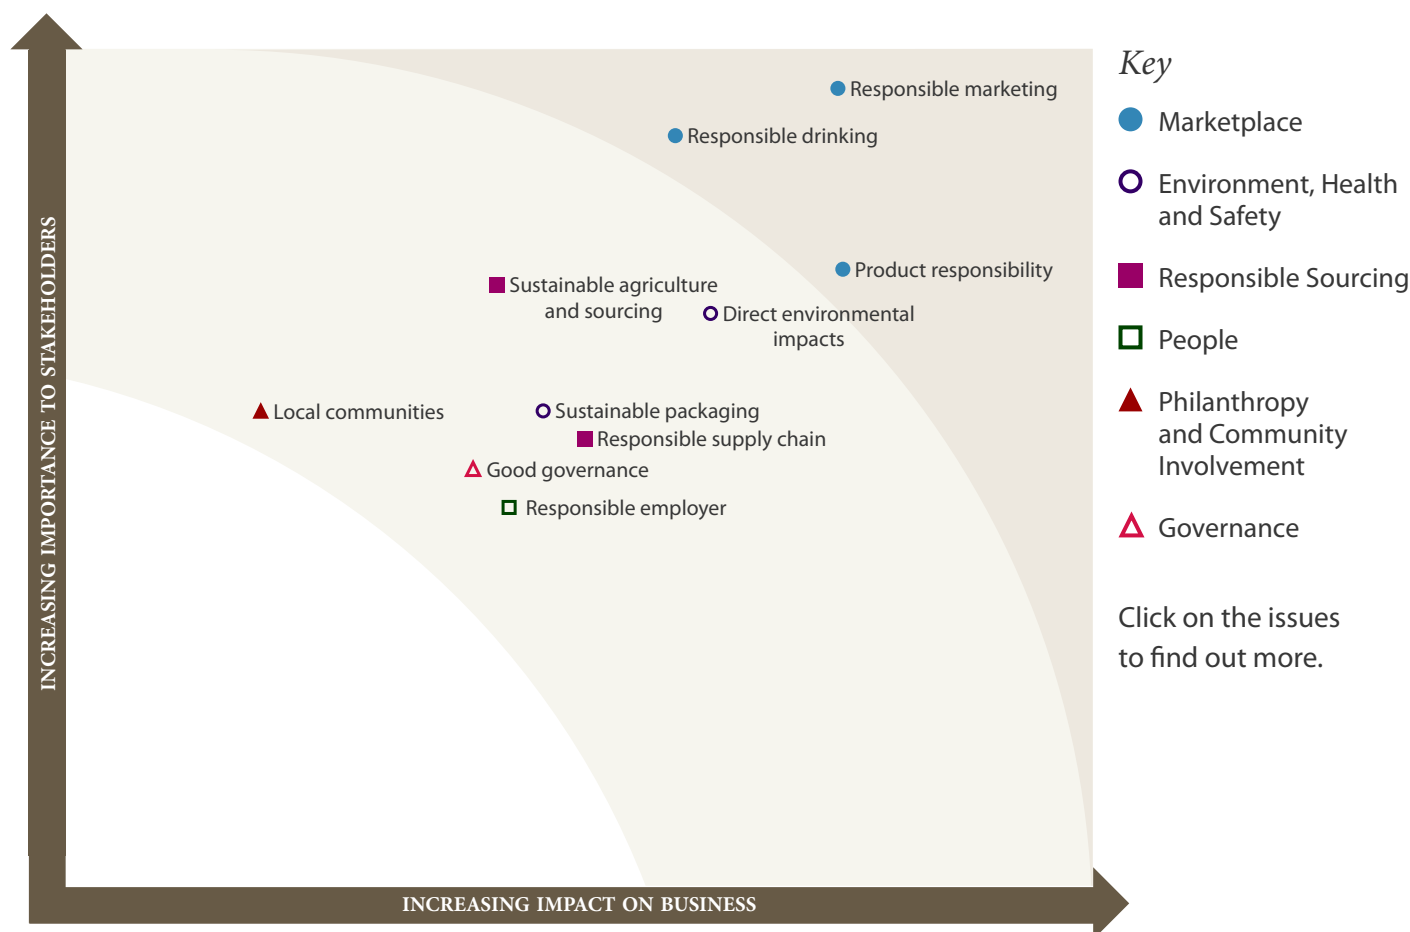 INCREASING IMPORTANCE TO STAKEHOLDERS
Responsible marketing
Responsible drinking
Product responsibility
Sustainable agriculture
and sourcing
Direct environmental
impacts
Local communities
Sustainable packaging
Responsible supply chain
Good governance
Responsible employer
INCREASING IMPACT ON BUSINESS
Key
Marketplace
Environment, Health
and Safety
Responsible Sourcing
People
Philanthropy
and Community
Involvement
Governance
Click on the issues
to find out more.